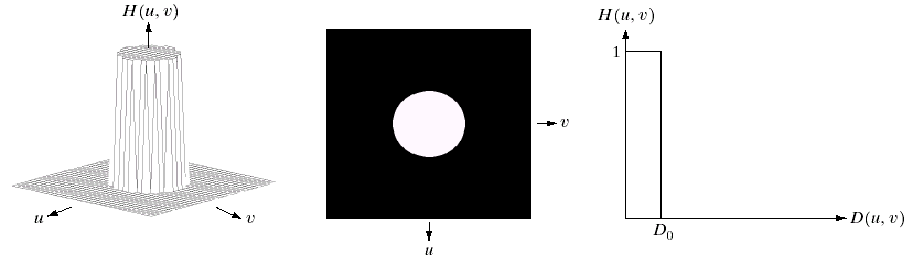 H(u, v)
u
v
v
u
H(u, v)
1
D₀
D(u, v)